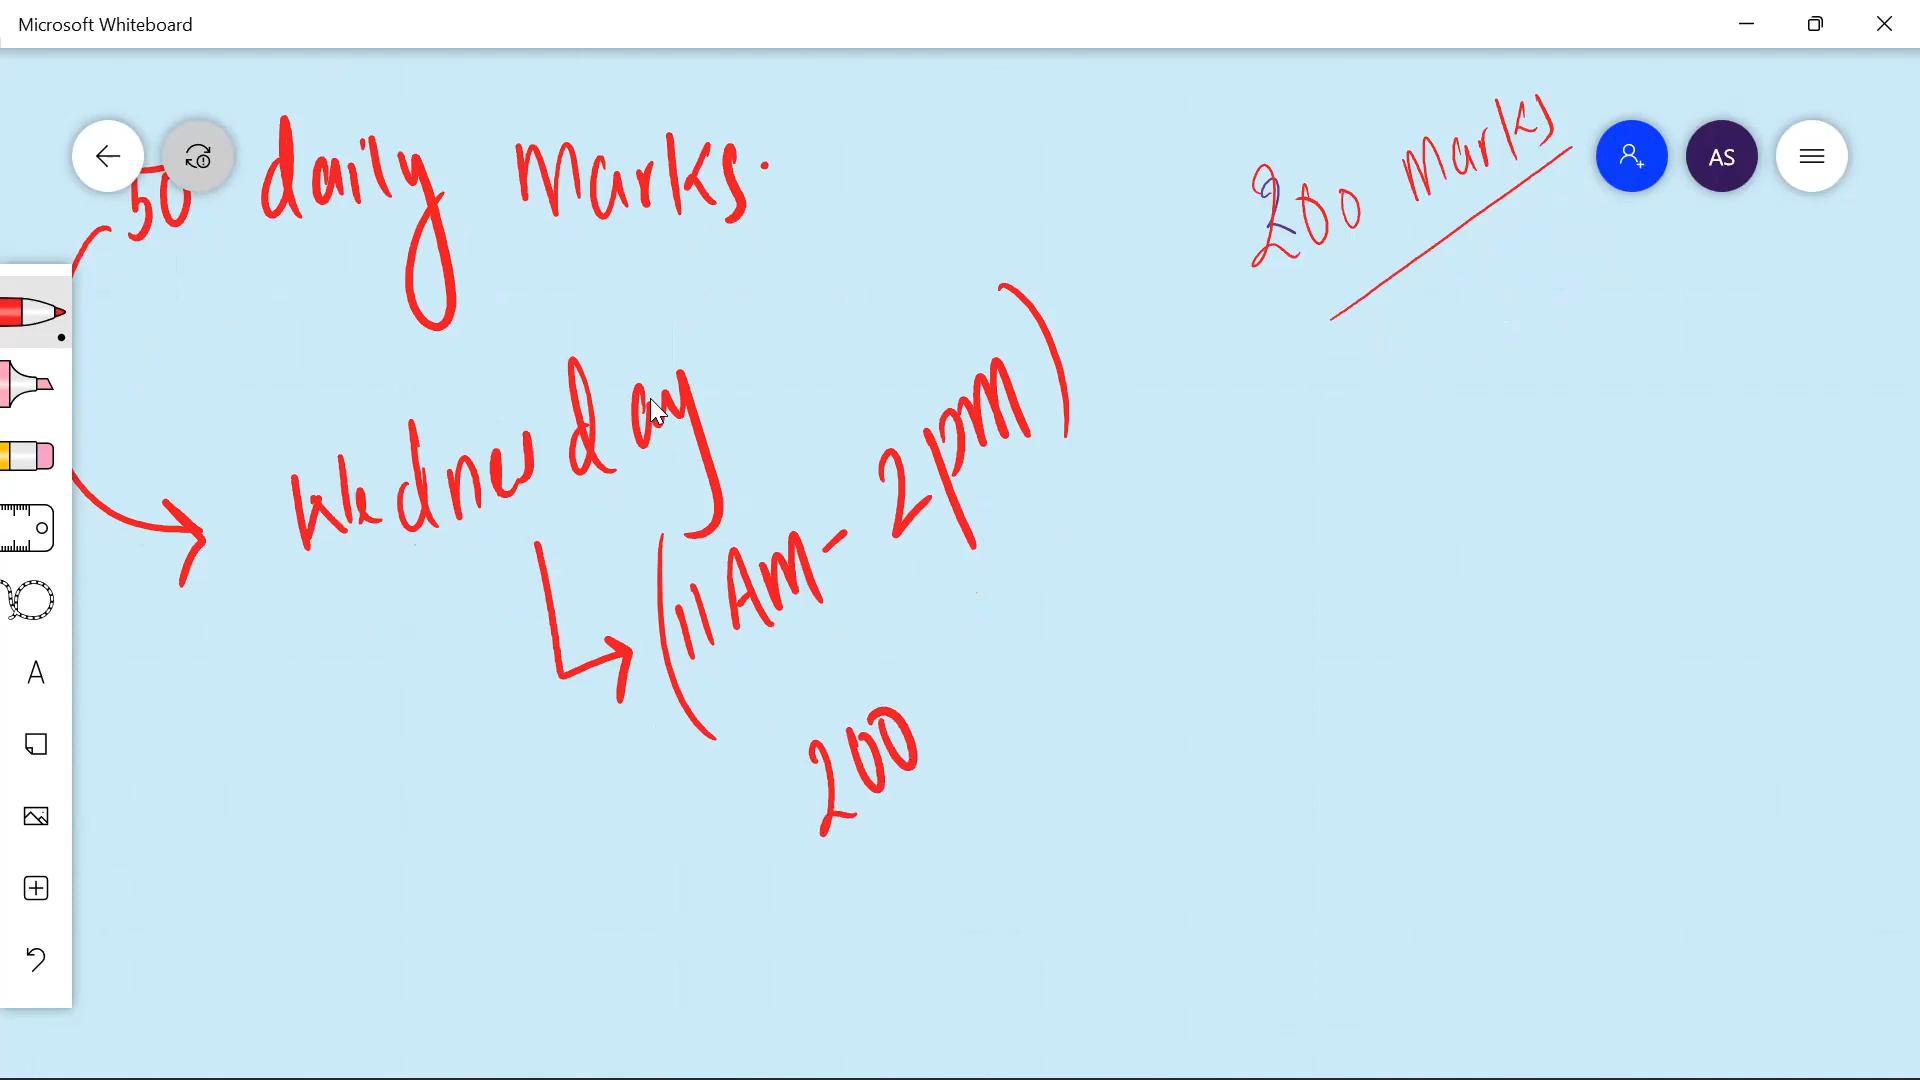 Microsoft Whiteboard
50 daily Marks.
200 Marks
AS
Wednesday
(11AM - 2PM)
200